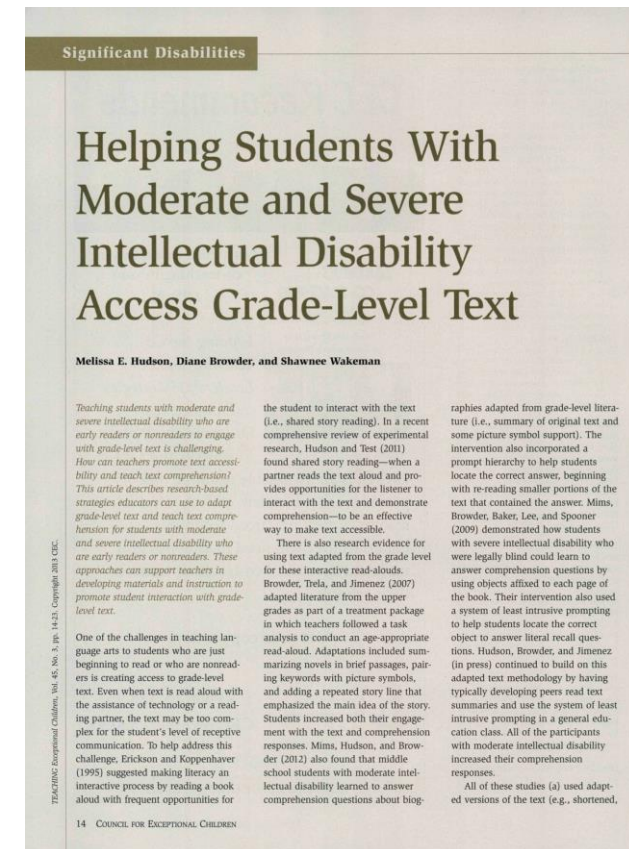 Significant Disabilities
Helping Students With
Moderate and Severe
Intellectual Disability
Access Grade-Level Text
Melissa E. Hudson, Diane Browder, and Shawnee Wakeman
Teaching students with moderate and
severe intellectual disability who are
early readers or nonreaders to engage
with grade-level text is challenging.
How can teachers promote text accessi-
bility and teach text comprehension?
This article describes research-based
strategies educators can use to adapt
grade-level text and teach text compre-
hension for students with moderate
and severe intellectual disability who
are early readers or nonreaders. These
approaches can support teachers in
developing materials and instruction to
promote student interaction with grade-
level text.
One of the challenges in teaching lan-
guage arts to students who are just
beginning to read or who are nonread-
ers is creating access to grade-level
text. Even when text is read aloud with
the assistance of technology or a read-
ing partner, the text may be too com-
plex for the student's level of receptive
communication. To help address this
challenge, Erickson and Koppenhaver
(1995) suggested making literacy an
interactive process by reading a book
aloud with frequent opportunities for
the student to interact with the text
(i.e., shared story reading). In a recent
comprehensive review of experimental
research, Hudson and Test (2011)
found shared story reading—when a
partner reads the text aloud and pro-
vides opportunities for the listener to
interact with the text and demonstrate
comprehension—to be an effective
way to make text accessible.
There is also research evidence for
using text adapted from the grade level
for these interactive read-alouds.
Browder, Trela, and Jimenez (2007)
adapted literature from the upper
grades as part of a treatment package
in which teachers followed a task
analysis to conduct an age-appropriate
read-aloud. Adaptations included sum-
marizing novels in brief passages, pair-
ing keywords with picture symbols,
and adding a repeated story line that
emphasized the main idea of the story.
Students increased both their engage-
ment with the text and comprehension
responses. Mims, Hudson, and Brow-
der (2012) also found that middle
school students with moderate intel-
lectual disability learned to answer
comprehension questions about biog-
raphies adapted from grade-level litera-
ture (i.e., summary of original text and
some picture symbol support). The
intervention also incorporated a
prompt hierarchy to help students
locate the correct answer, beginning
with re-reading smaller portions of the
text that contained the answer. Mims,
Browder, Baker, Lee, and Spooner
(2009) demonstrated how students
with severe intellectual disability who
were legally blind could learn to
answer comprehension questions by
using objects affixed to each page of
the book. Their intervention also used
a system of least intrusive prompting
to help students locate the correct
object to answer literal recall ques-
tions. Hudson, Browder, and Jimenez
(in press) continued to build on this
adapted text methodology by having
typically developing peers read text
summaries and use the system of least
intrusive prompting in a general edu-
cation class. All of the participants
with moderate intellectual disability
increased their comprehension
responses.
All of these studies (a) used adapt-
ed versions of the text (e.g., shortened,
TEACHING Exceptional Children, Vol. 45, No. 3, pp. 14-23. Copyright 2013 CEC.
14 COUNCIL FOR EXCEPTIONAL CHILDREN